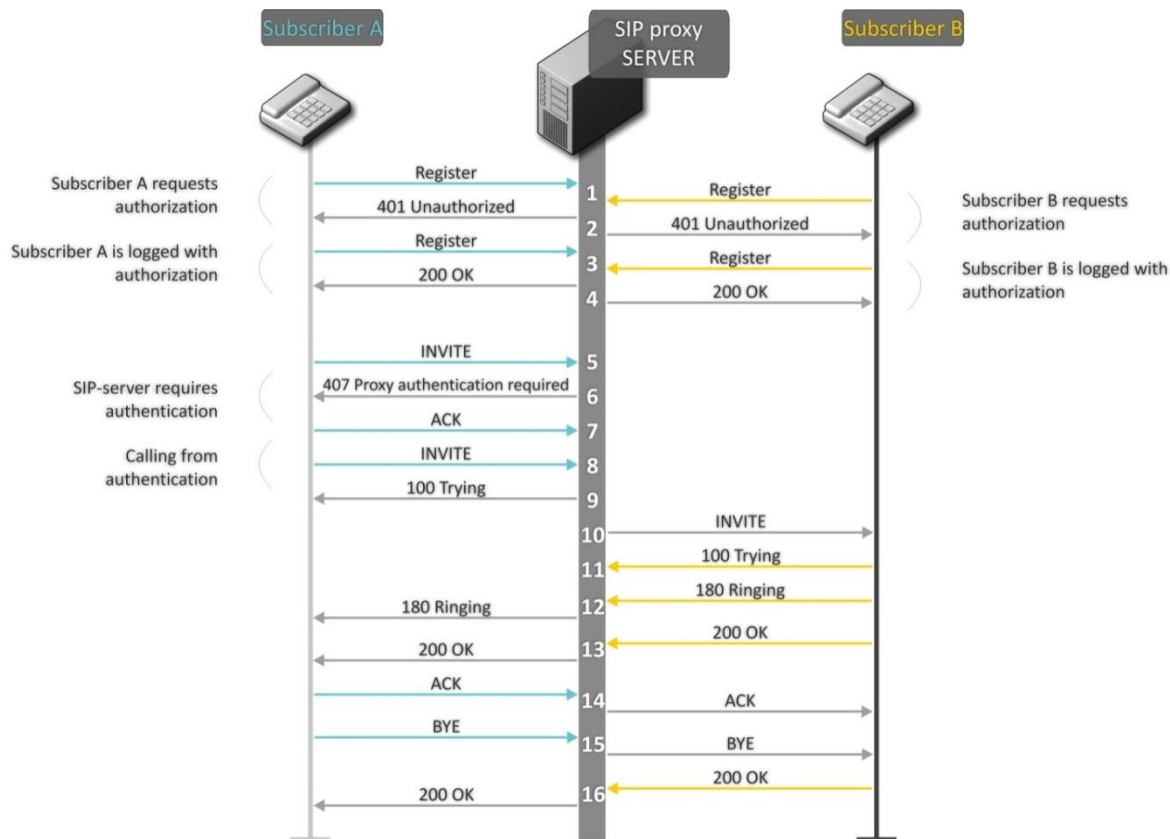 Subscriber A
SIP proxy
SERVER
Subscriber B
Subscriber A requests
authorization
Register
1
Register
Subscriber B requests
authorization
401 Unauthorized
2
401 Unauthorized
Subscriber A is logged with
authorization
Register
3
Register
Subscriber B is logged with
authorization
200 OK
4
200 OK
INVITE
5
SIP-server requires
authentication
407 Proxy authentication required
6
ACK
7
Calling from
authentication
INVITE
8
100 Trying
9
10
INVITE
11
100 Trying
180 Ringing
12
180 Ringing
200 OK
13
200 OK
ACK
14
ACK
BYE
15
BYE
200 OK
16
200 OK